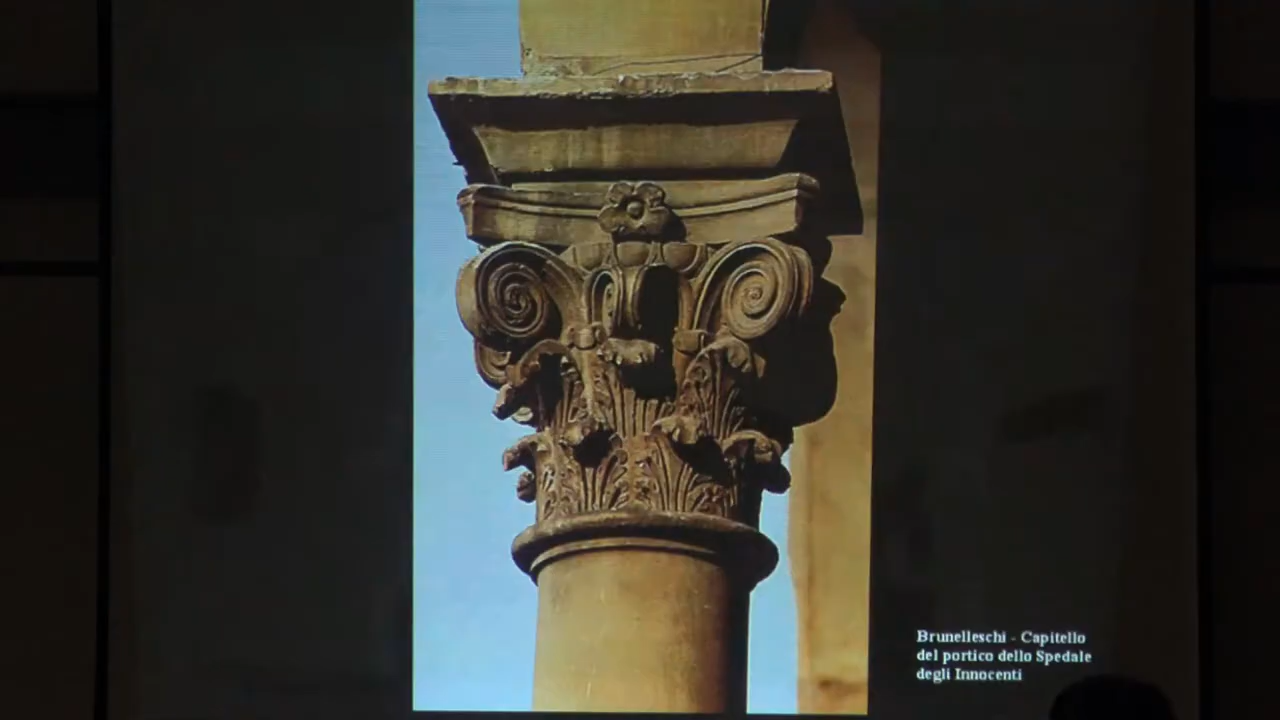 Brunelleschi - Capitello
del portico dello Spedale
degli Innocenti